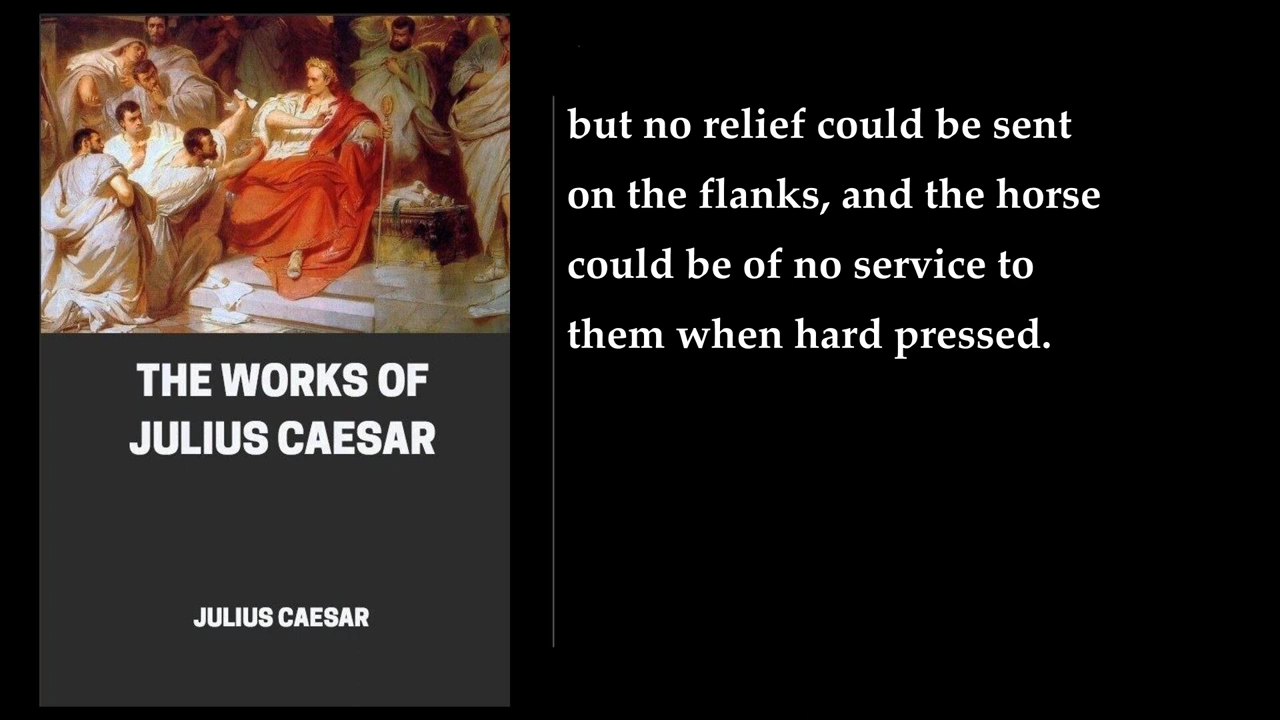 THE WORKS OF
JULIUS CAESAR
JULIUS CAESAR
but no relief could be sent
on the flanks, and the horse
could be of no service to
them when hard pressed.